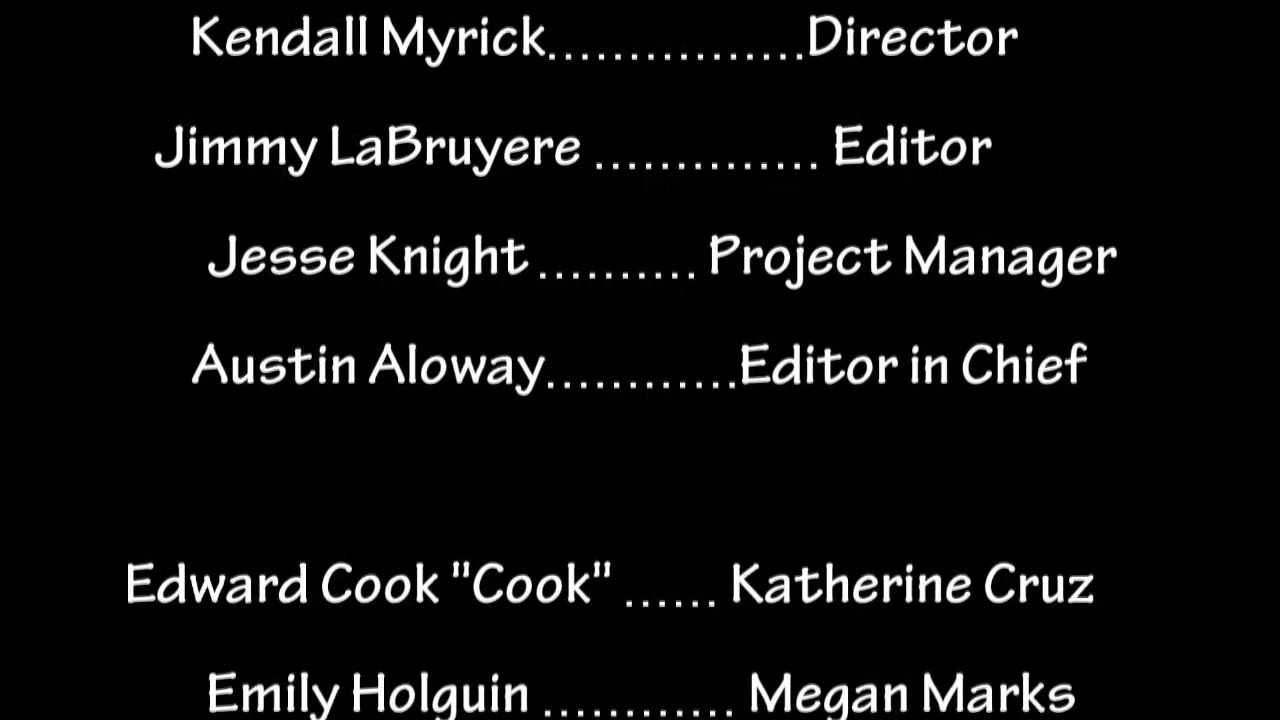 Kendall Myrick................Director
Jimmy LaBruyere .............. Editor
Jesse Knight .......... Project Manager
Austin Aloway............Editor in Chief
Edward Cook "Cook" ...... Katherine Cruz
Emily Holguin ............ Megan Marks